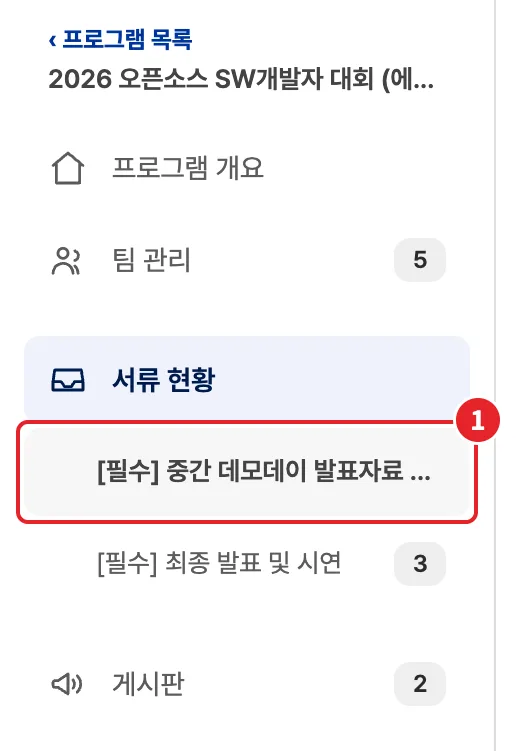 ‹ 프로그램 목록
2026 오픈소스 SW개발자 대회 (에...
프로그램 개요
팀 관리 5
서류 현황
1
[필수] 중간 데모데이 발표자료 ...
[필수] 최종 발표 및 시연 3
게시판 2